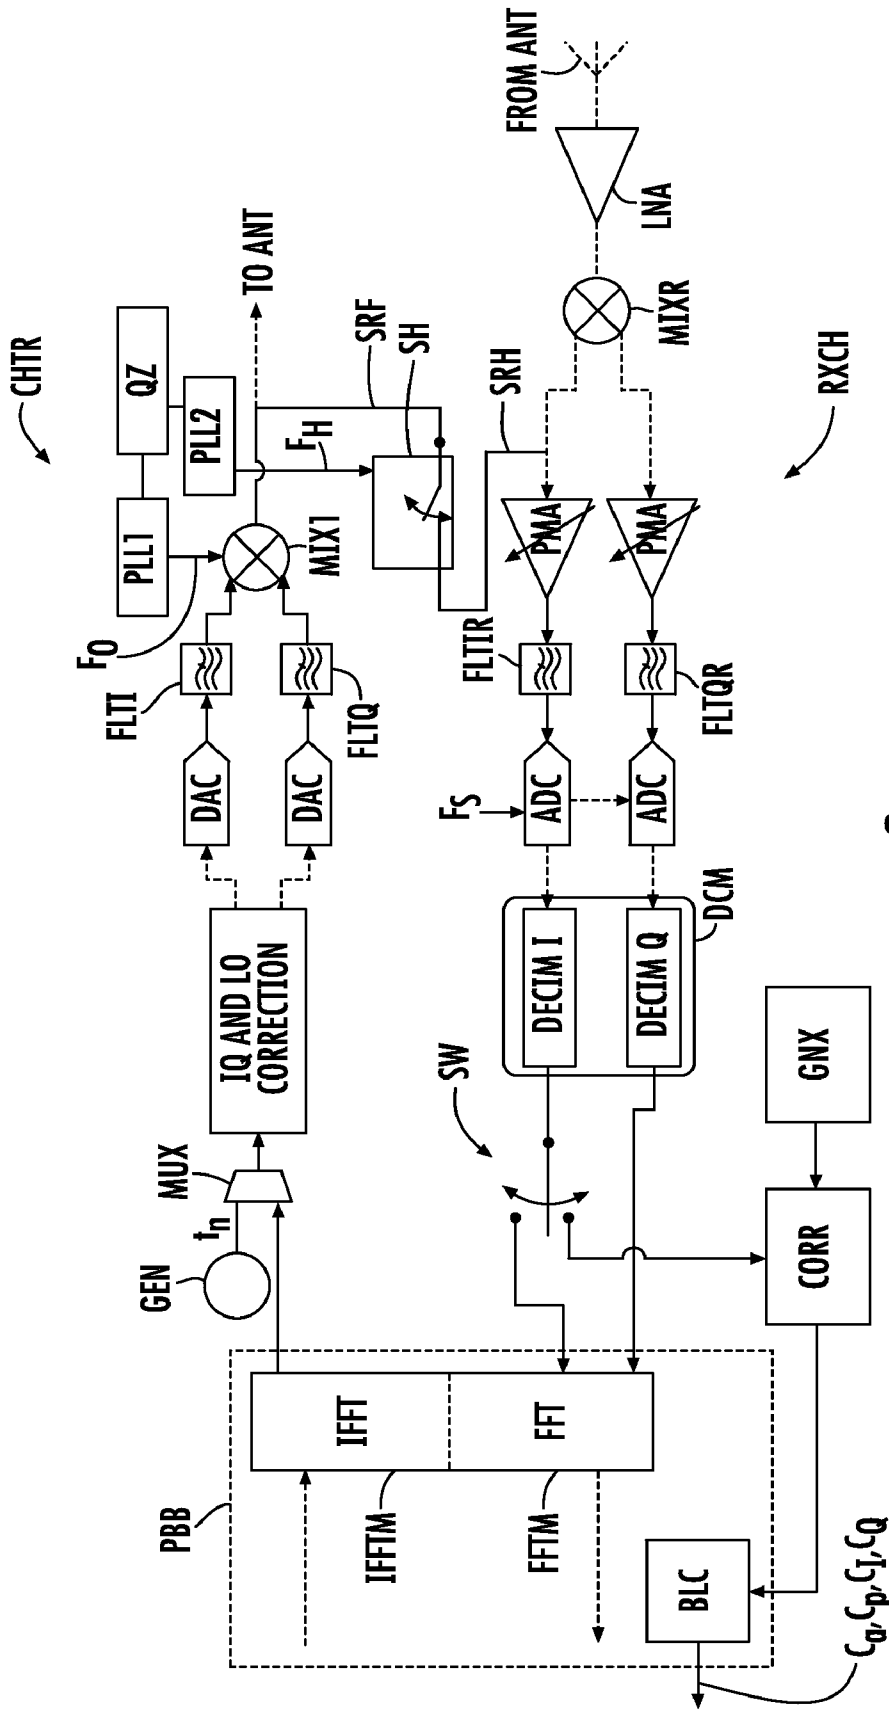 CHTR
QZ
PLL1
PLL2
TO ANT
FROM ANT
FO
FH
SRF
SH
MIX1
FLTI
FLTQ
DAC
DAC
IQ AND LO
CORRECTION
MUX
tn
GEN
LNA
MIXR
SRH
RXCH
PMA
PMA
FLTIR
FLTQR
FS
ADC
ADC
DCM
DECIM I
DECIM Q
SW
GNX
CORR
PBB
IFFT
FFT
IFFTM
FFTM
BLC
Ca,Cp,CI,CQ